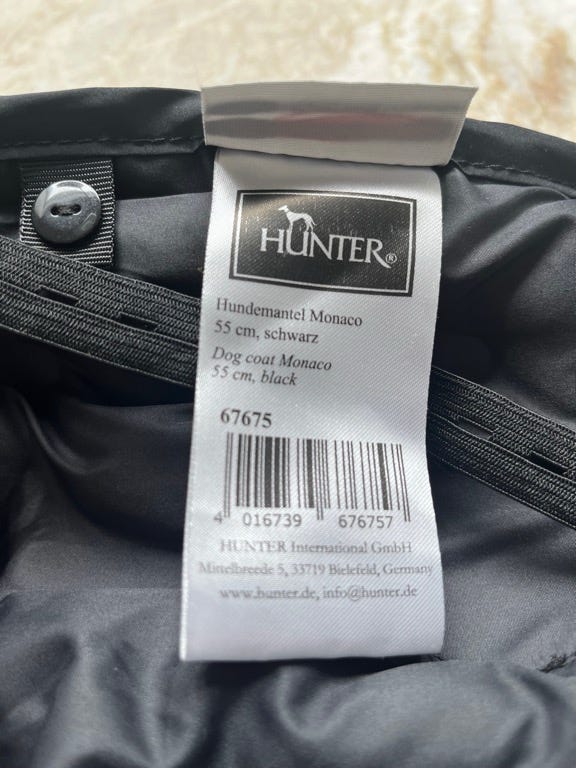 HUNTER®
Hundemantel Monaco
55 cm, schwarz
Dog coat Monaco
55 cm, black
67675
4 016739 676757
HUNTER International GmbH
Mittelbreede 5, 33719 Bielefeld, Germany
www.hunter.de, info@hunter.de